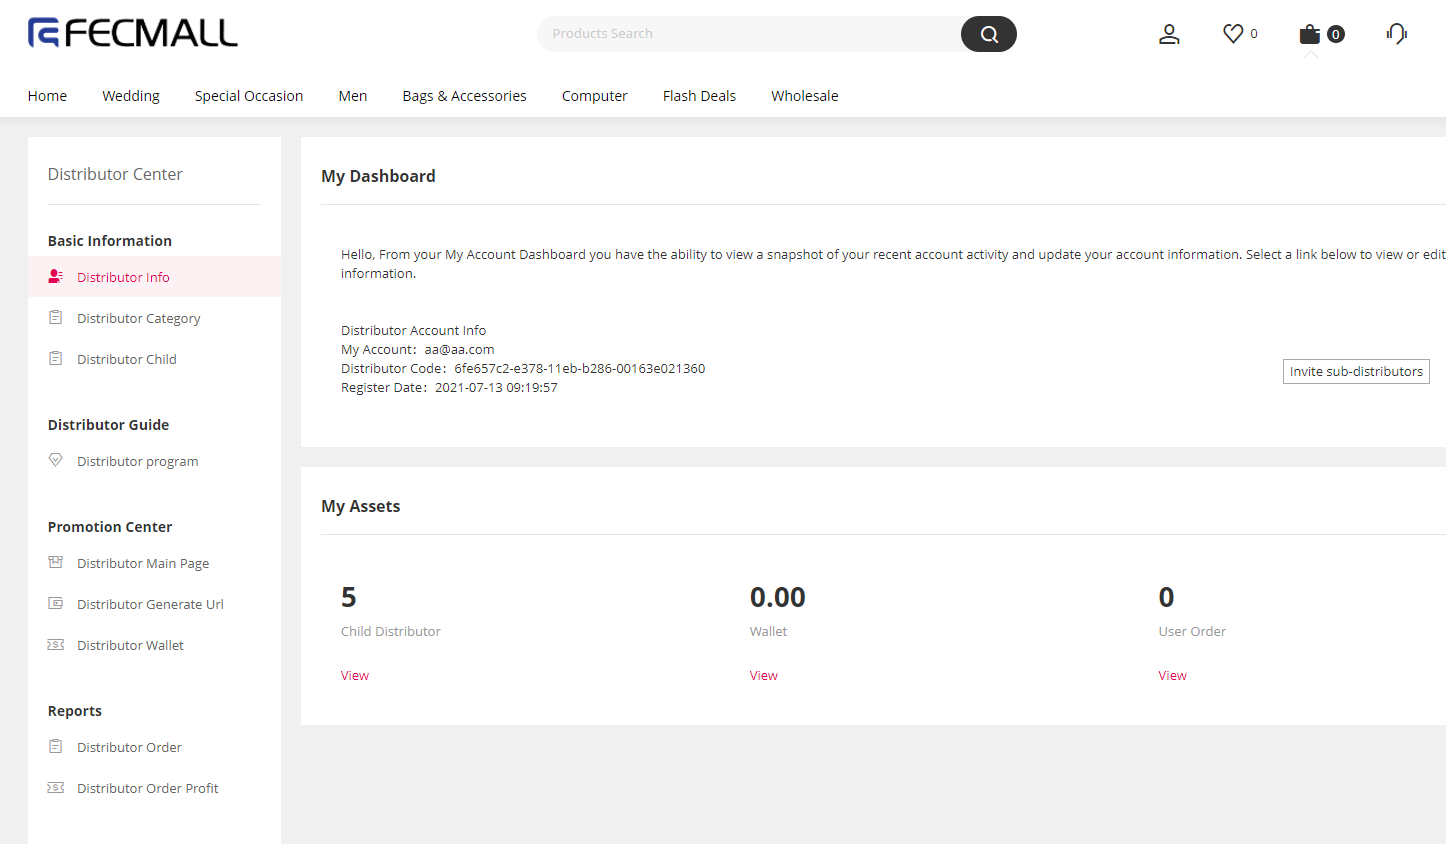 FECMALL
Products Search
0
0
Home Wedding Special Occasion Men Bags & Accessories Computer Flash Deals Wholesale
Distributor Center
Basic Information
Distributor Info
Distributor Category
Distributor Child
Distributor Guide
Distributor program
Promotion Center
Distributor Main Page
Distributor Generate Url
Distributor Wallet
Reports
Distributor Order
Distributor Order Profit
My Dashboard
Hello, From your My Account Dashboard you have the ability to view a snapshot of your recent account activity and update your account information. Select a link below to view or edit
information.
Distributor Account Info
My Account：aa@aa.com
Distributor Code：6fe657c2-e378-11eb-b286-00163e021360
Register Date：2021-07-13 09:19:57
Invite sub-distributors
My Assets
5 0.00 0
Child Distributor Wallet User Order
View View View